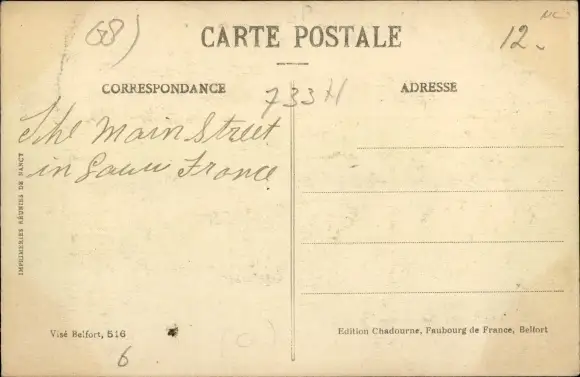 68)
NC
CARTE POSTALE
12.
CORRESPONDANCE
733H
ADRESSE
The Main Street
in France
IMPRIMERIES RÉUNIES DE NANCY
Visé Belfort, 516
Edition Chadourne, Faubourg de France, Belfort
6
( C )